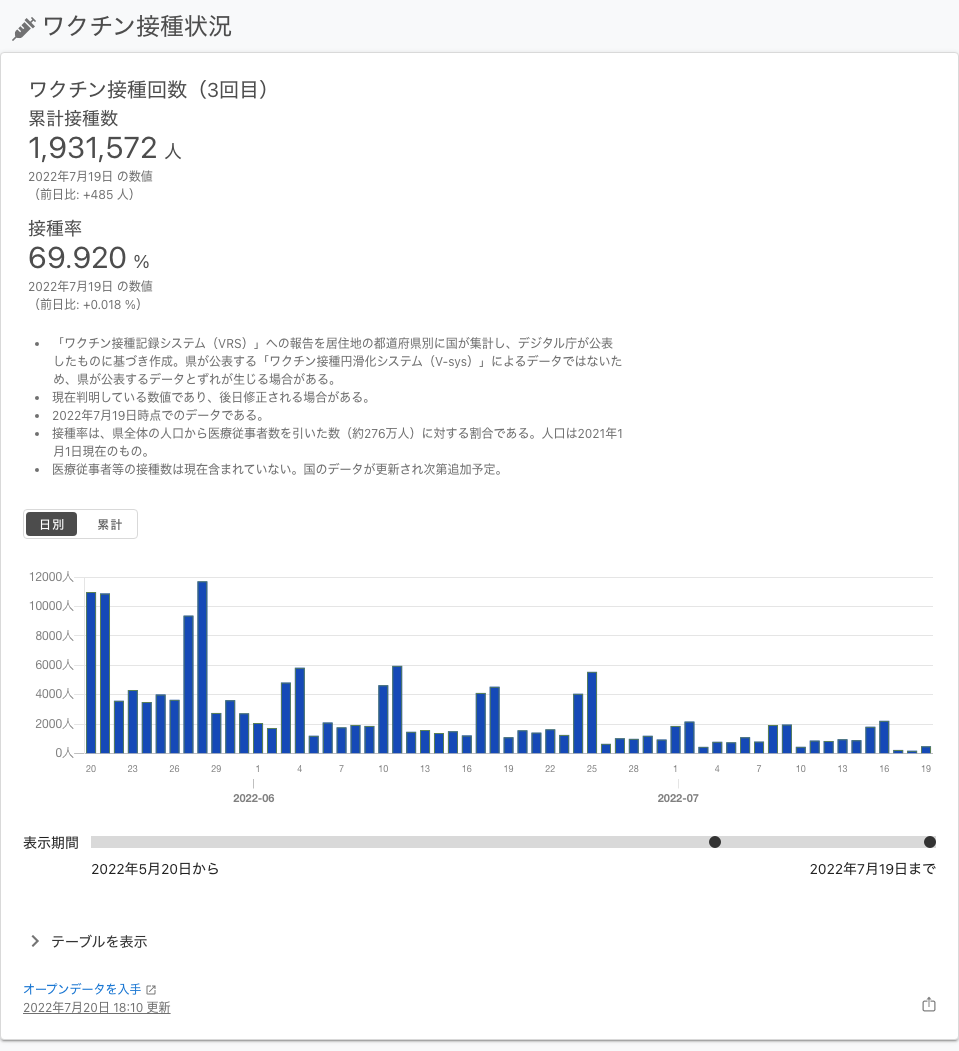 ワクチン接種状況
ワクチン接種回数（3回目）
累計接種数
1,931,572 人
2022年7月19日 の数値
（前日比: +485 人）
接種率
69.920 %
2022年7月19日 の数値
（前日比: +0.018 %）
• 「ワクチン接種記録システム（VRS）」への報告を居住地の都道府県別に国が集計し、デジタル庁が公表
したものに基づき作成。県が公表する「ワクチン接種円滑化システム（V-sys）」によるデータではないた
め、県が公表するデータとずれが生じる場合がある。
• 現在判明している数値であり、後日修正される場合がある。
• 2022年7月19日時点でのデータである。
• 接種率は、県全体の人口から医療従事者数を引いた数（約276万人）に対する割合である。人口は2021年1
月1日現在のもの。
• 医療従事者等の接種数は現在含まれていない。国のデータが更新され次第追加予定。
日別 累計
12000人
10000人
8000人
6000人
4000人
2000人
0人
20 23 26 29 1 4 7 10 13 16 19 22 25 28 1 4 7 10 13 16 19
2022-06 2022-07
表示期間
2022年5月20日から 2022年7月19日まで
テーブルを表示
オープンデータを入手
2022年7月20日 18:10 更新